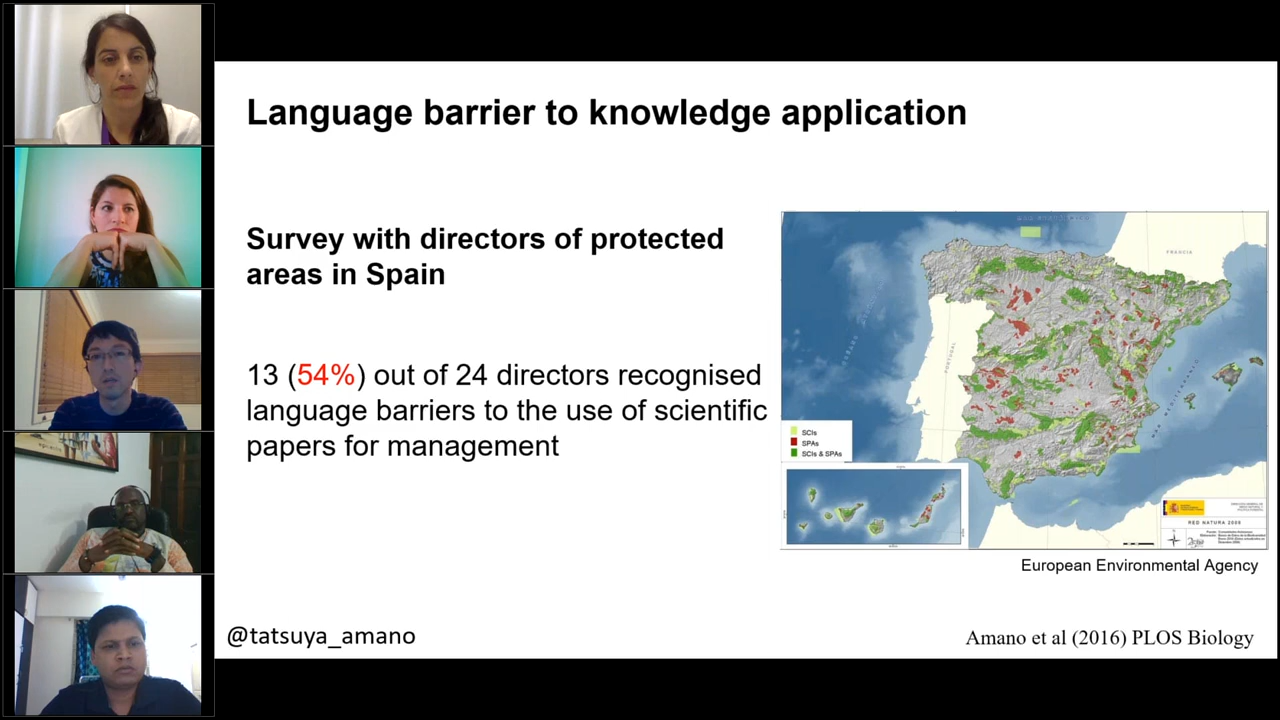 Language barrier to knowledge application
Survey with directors of protected
areas in Spain
13 (54%) out of 24 directors recognised
language barriers to the use of scientific
papers for management
FRANCIA
PORTUGAL
SCIs
SPAs
SCIs & SPAs
RED NATURA 2000
European Environmental Agency
@tatsuya_amano
Amano et al (2016) PLOS Biology